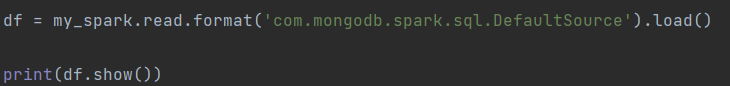 df = my_spark.read.format('com.mongodb.spark.sql.DefaultSource').load()
print(df.show())